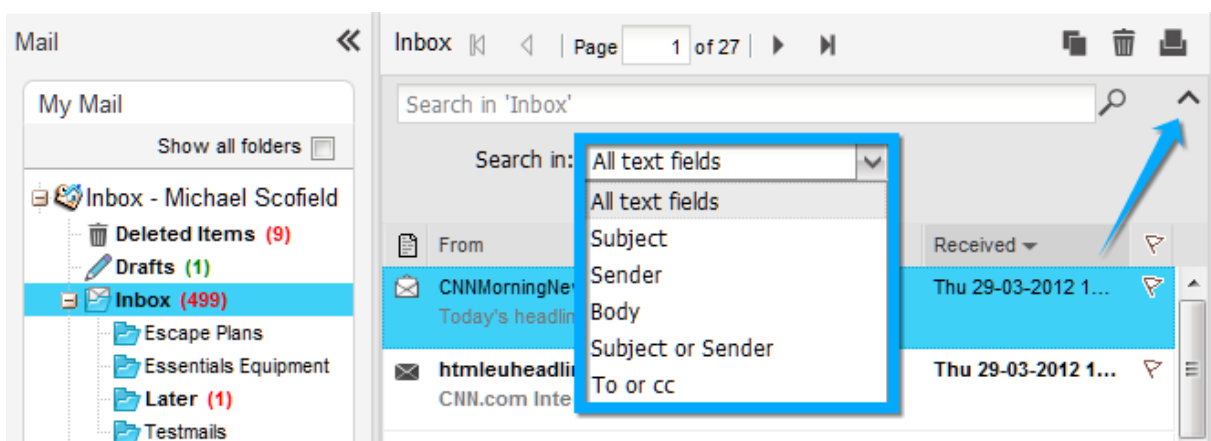 Mail
My Mail
Show all folders
Inbox - Michael Scofield
Deleted Items (9)
Drafts (1)
Inbox (499)
Escape Plans
Essentials Equipment
Later (1)
Testmails
Inbox Page 1 of 27
Search in 'Inbox'
Search in: All text fields
All text fields
Subject
Sender
Body
Subject or Sender
To or cc
From Received
CNNMorningNe Thu 29-03-2012 1...
Today's headlin
htmleuheadli Thu 29-03-2012 1...
CNN.com Inte